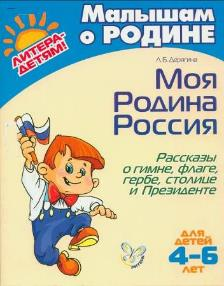 Малышам
о РОДИНЕ
ЛИТЕРА-
ДЕТЯМ!
Л.Б. Дерягина
Моя
Родина
Россия
Рассказы
о гимне, флаге,
гербе, столице
и Президенте
для
детей
4–6
лет